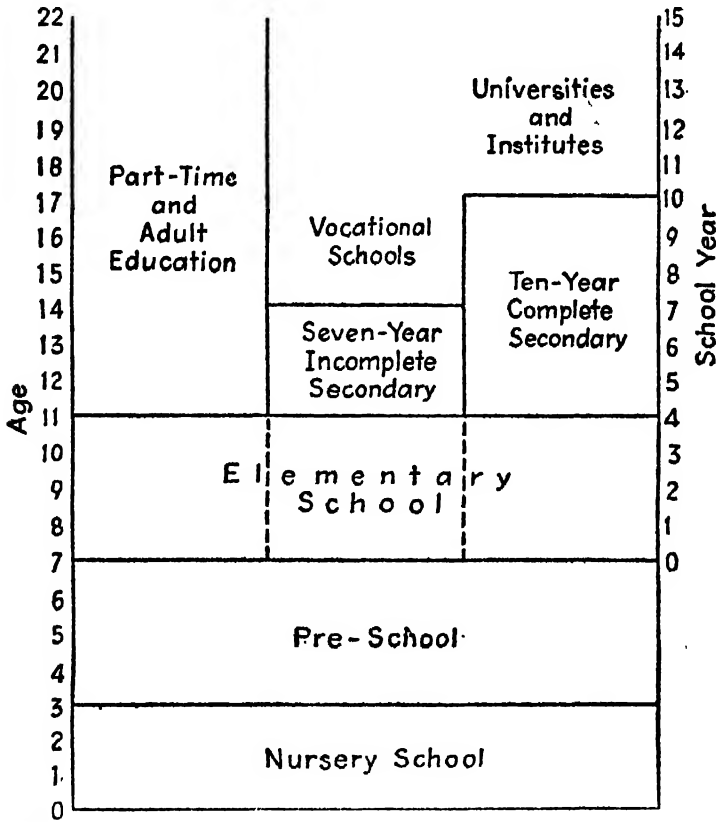 22
21
20
19
18
17
16
15
14
13
12
11
10
9
8
7
6
5
4
3
2
1
0
Age
Part-Time
and
Adult
Education
Vocational
Schools
Seven-Year
Incomplete
Secondary
Universities
and
Institutes
Ten-Year
Complete
Secondary
Elementary
School
Pre-School
Nursery School
15
14
13
12
11
10
9
8
7
6
5
4
3
2
1
0
School Year